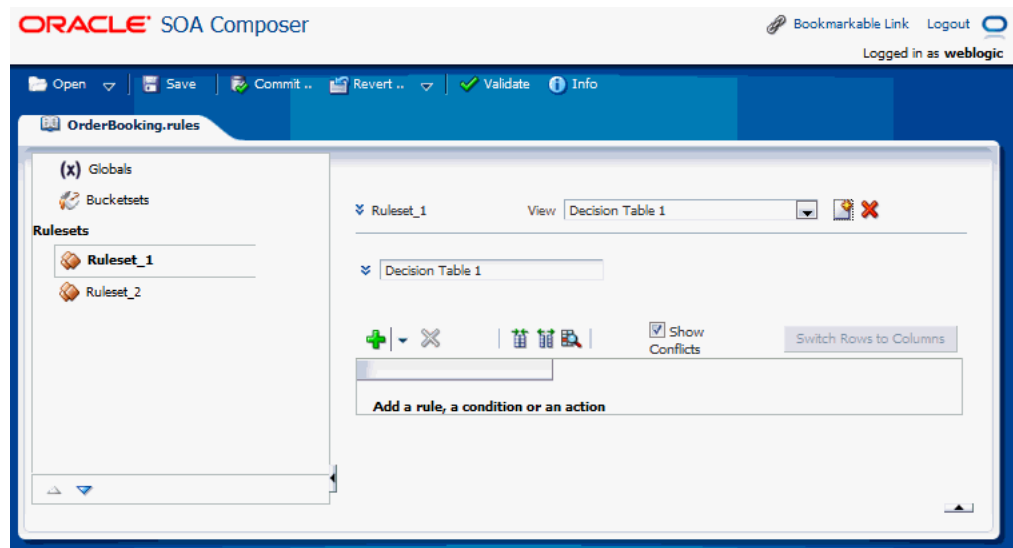 ORACLE' SOA Composer
Bookmarkable Link Logout
Logged in as weblogic
Open Save Commit .. Revert .. Validate Info
OrderBooking.rules
(x) Globals
Bucketsets
Rulesets
Ruleset_1
Ruleset_2
Ruleset_1 View Decision Table 1
Decision Table 1
Show
Conflicts
Switch Rows to Columns
Add a rule, a condition or an action